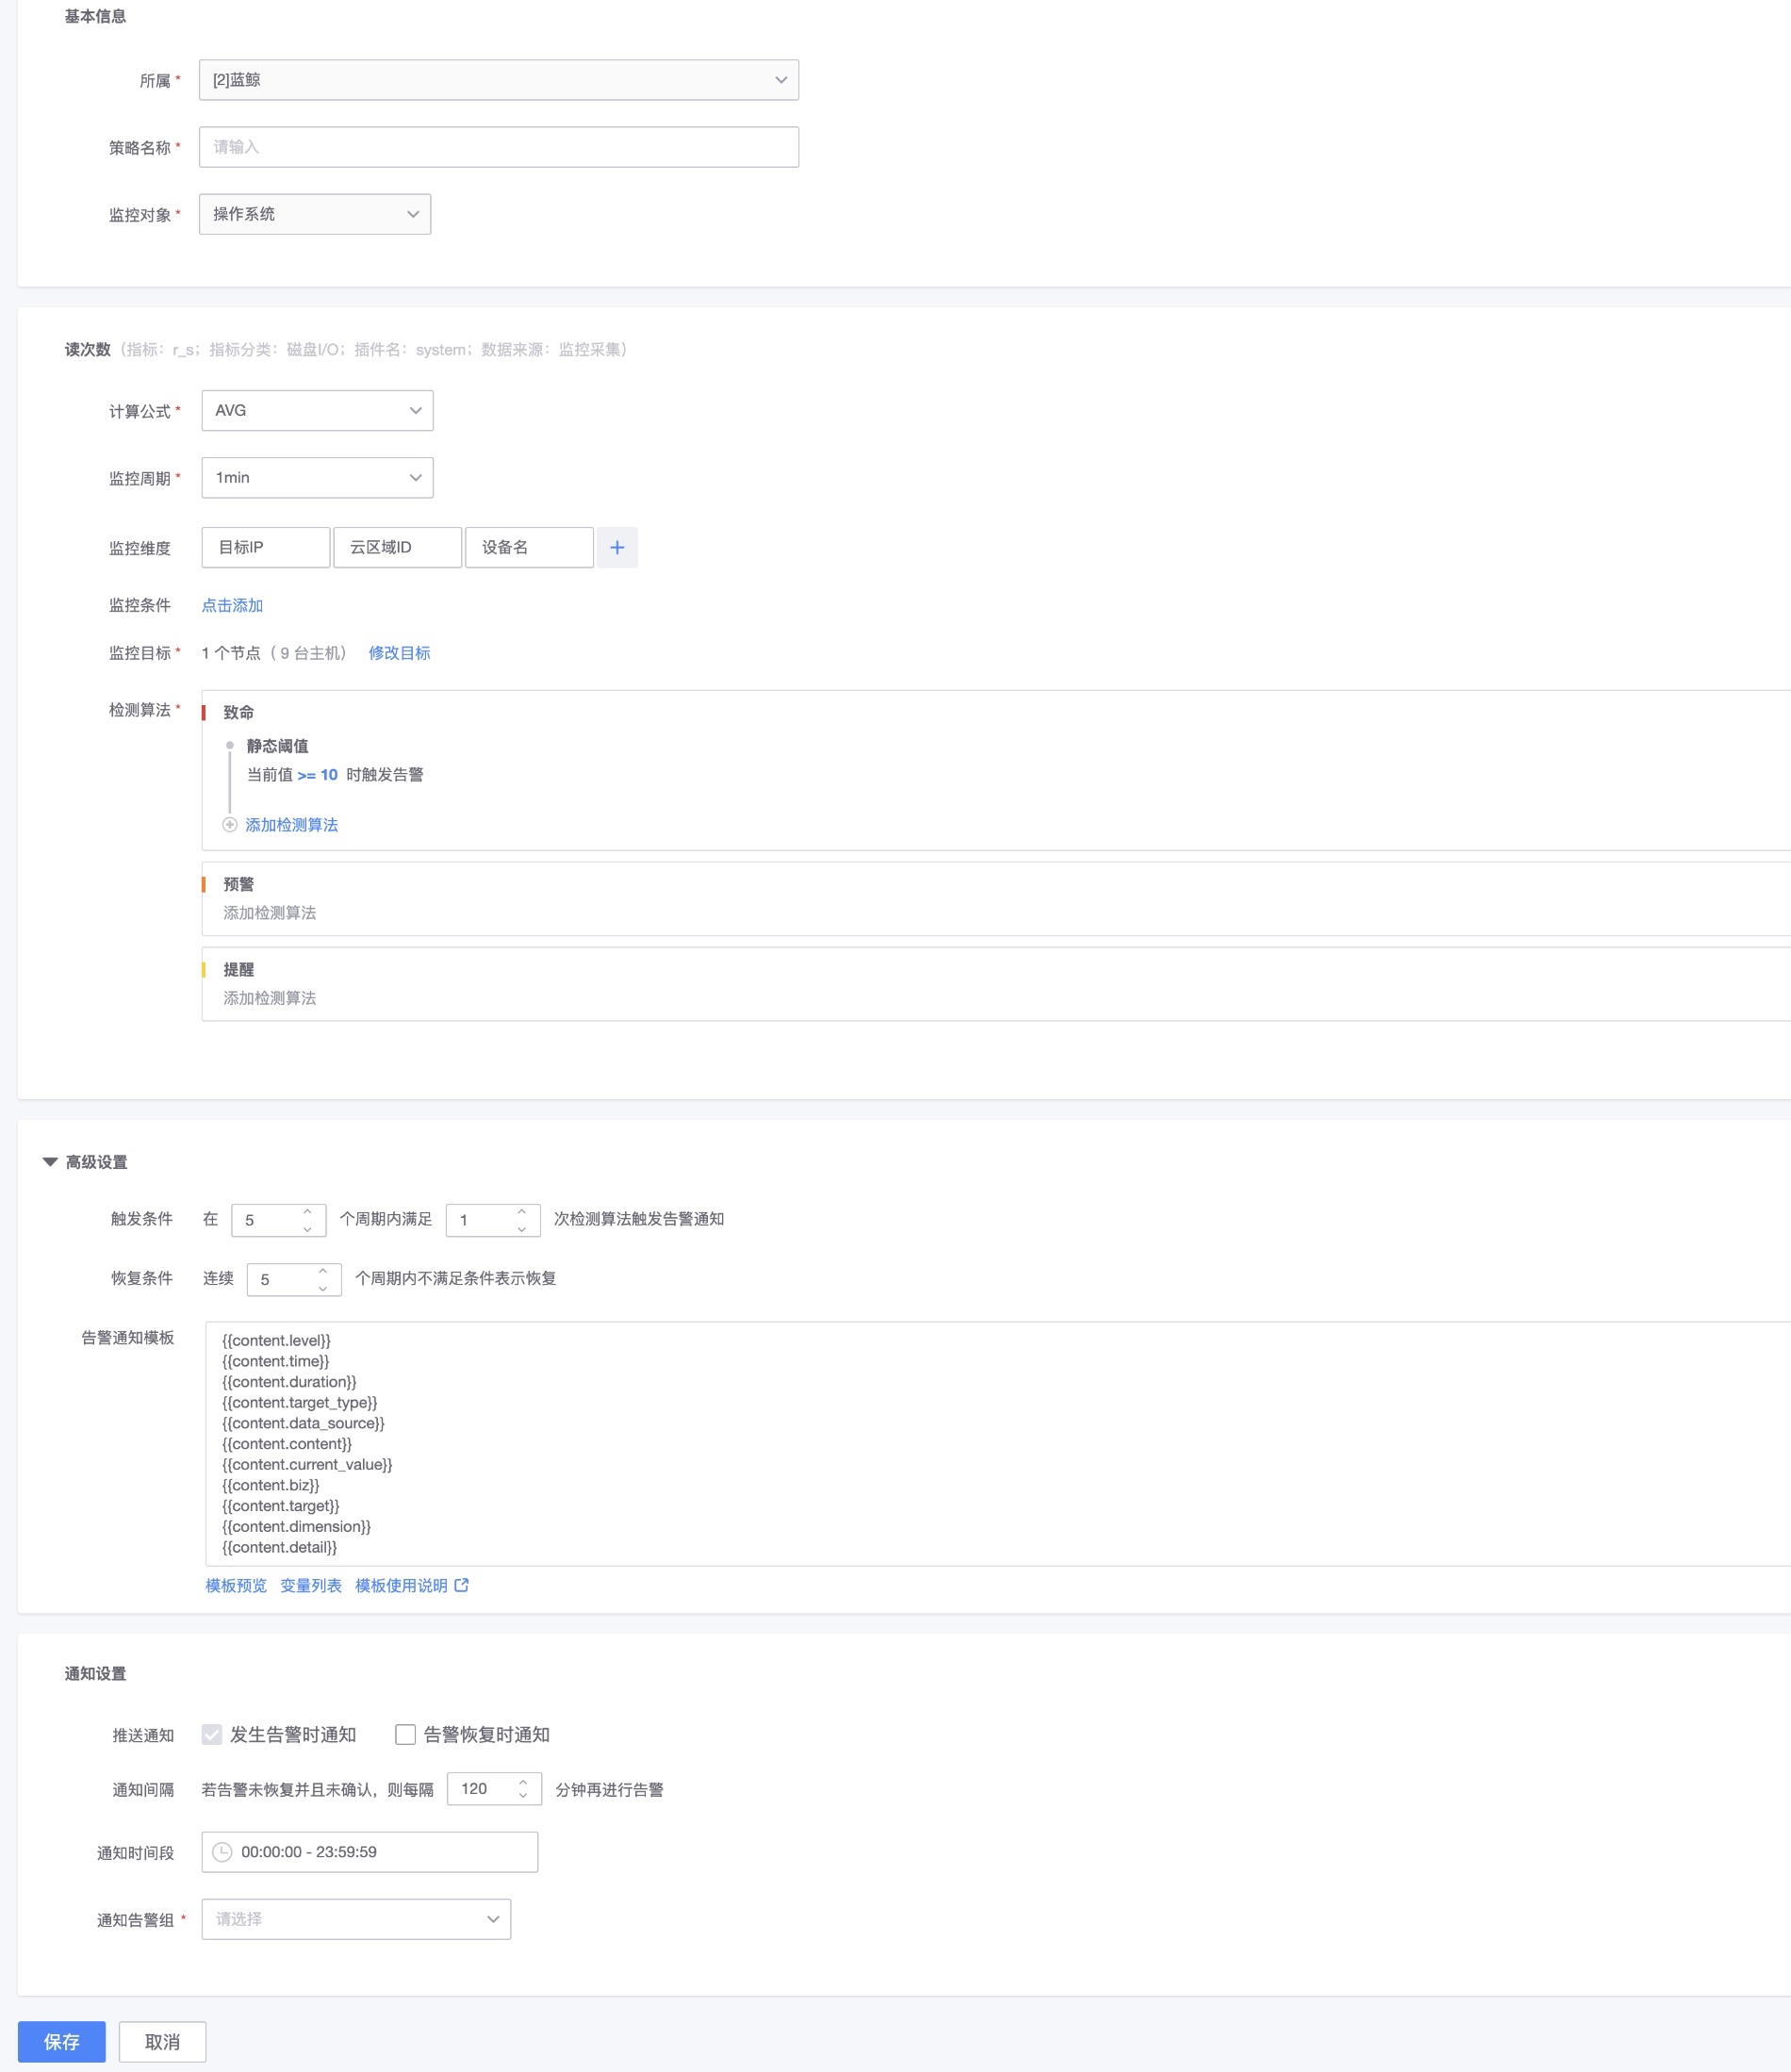 基本信息
所属 * [2]蓝鲸
策略名称 * 请输入
监控对象 * 操作系统
读次数（指标：r_s；指标分类：磁盘I/O；插件名：system；数据来源：监控采集）
计算公式 * AVG
监控周期 * 1min
监控维度 目标IP 云区域ID 设备名 +
监控条件 点击添加
监控目标 * 1 个节点（ 9 台主机） 修改目标
检测算法 * 致命
静态阈值
当前值 >= 10 时触发告警
添加检测算法
预警
添加检测算法
提醒
添加检测算法
高级设置
触发条件 在 5 个周期内满足 1 次检测算法触发告警通知
恢复条件 连续 5 个周期内不满足条件表示恢复
告警通知模板 {{content.level}}
{{content.time}}
{{content.duration}}
{{content.target_type}}
{{content.data_source}}
{{content.content}}
{{content.current_value}}
{{content.biz}}
{{content.target}}
{{content.dimension}}
{{content.detail}}
模板预览 变量列表 模板使用说明
通知设置
推送通知 发生告警时通知 告警恢复时通知
通知间隔 若告警未恢复并且未确认，则每隔 120 分钟再进行告警
通知时间段 00:00:00 - 23:59:59
通知告警组 * 请选择
保存 取消